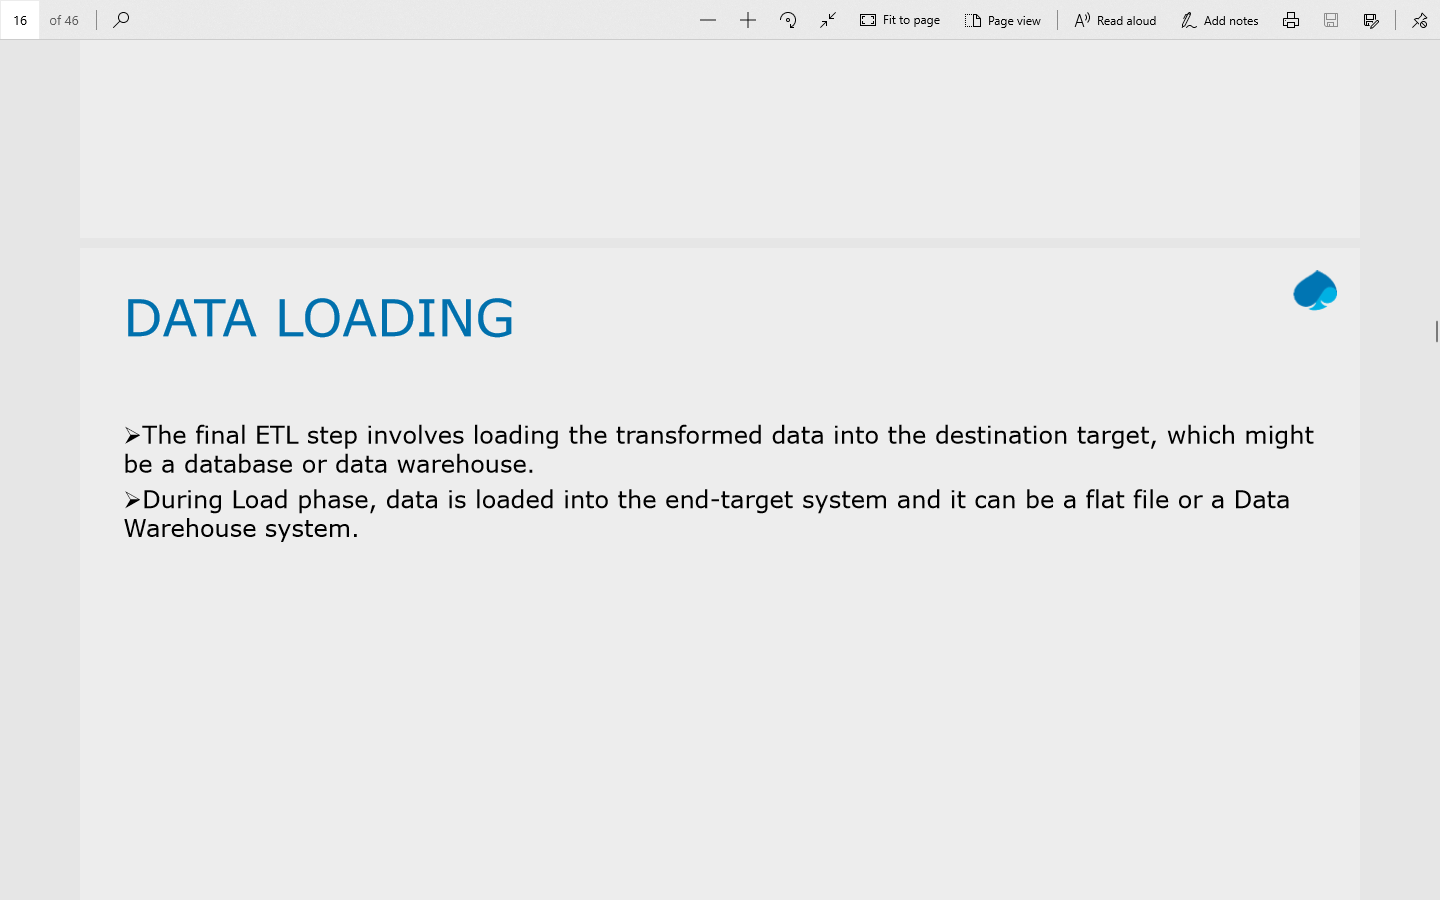 16 of 46 Fit to page Page view Read aloud Add notes
DATA LOADING
➢The final ETL step involves loading the transformed data into the destination target, which might
be a database or data warehouse.
➢During Load phase, data is loaded into the end-target system and it can be a flat file or a Data
Warehouse system.